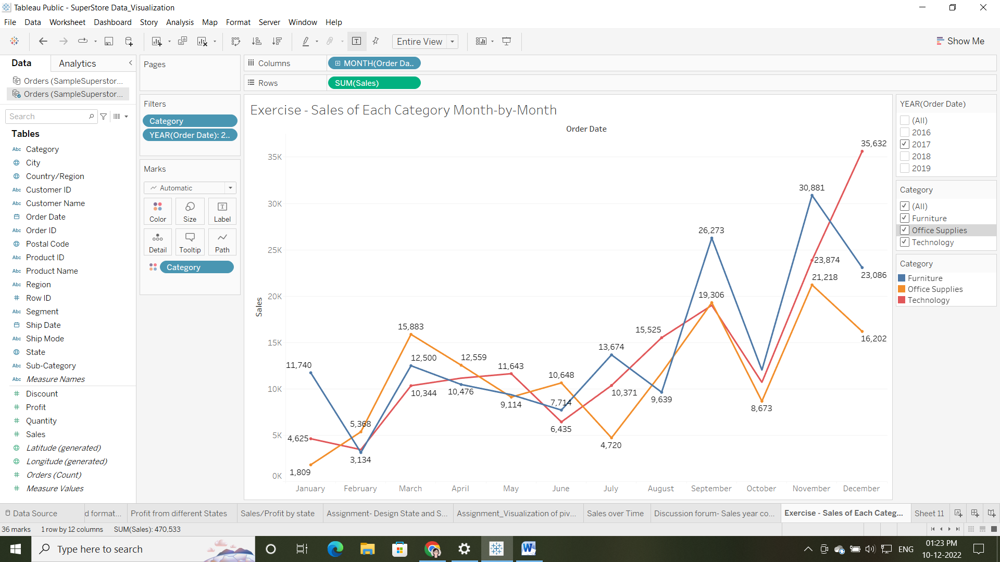 Tableau Public - SuperStore Data_Visualization
File Data Worksheet Dashboard Story Analysis Map Format Server Window Help
Entire View
Show Me
Data Analytics
Orders (SampleSuperstor...
Orders (SampleSuperstor...
Search
Tables
Abc Category
City
Country/Region
Abc Customer ID
Abc Customer Name
Order Date
Abc Order ID
Postal Code
Abc Product ID
Abc Product Name
Abc Region
# Row ID
Abc Segment
Ship Date
Abc Ship Mode
State
Abc Sub-Category
Abc Measure Names
# Discount
# Profit
# Quantity
# Sales
Latitude (generated)
Longitude (generated)
# Orders (Count)
# Measure Values
Pages
Filters
Category
YEAR(Order Date): 2..
Marks
Automatic
Color Size Label
Detail Tooltip Path
Category
Columns MONTH(Order Da..
Rows SUM(Sales)
Exercise - Sales of Each Category Month-by-Month
Order Date
Sales
35K
30K
25K
20K
15K
10K
5K
0K
35,632
30,881
26,273
23,874
23,086
21,218
19,306
15,883
15,525
16,202
13,674
12,500
12,559
11,740
11,643
10,648
10,344
10,476
10,371
9,114
7,714
9,639
8,673
5,368
6,435
4,625
4,720
3,134
1,809
January February March April May June July August September October November December
YEAR(Order Date)
(All)
2016
2017
2018
2019
Category
(All)
Furniture
Office Supplies
Technology
Category
Furniture
Office Supplies
Technology
Data Source d format... Profit from different States Sales/Profit by state Assignment- Design State and S... Assignment_Visualization of piv... Sales over Time Discussion forum- Sales year co... Exercise - Sales of Each Categ... Sheet 11
36 marks 1 row by 12 columns SUM(Sales): 470,533
Type here to search
ENG
01:23 PM
10-12-2022